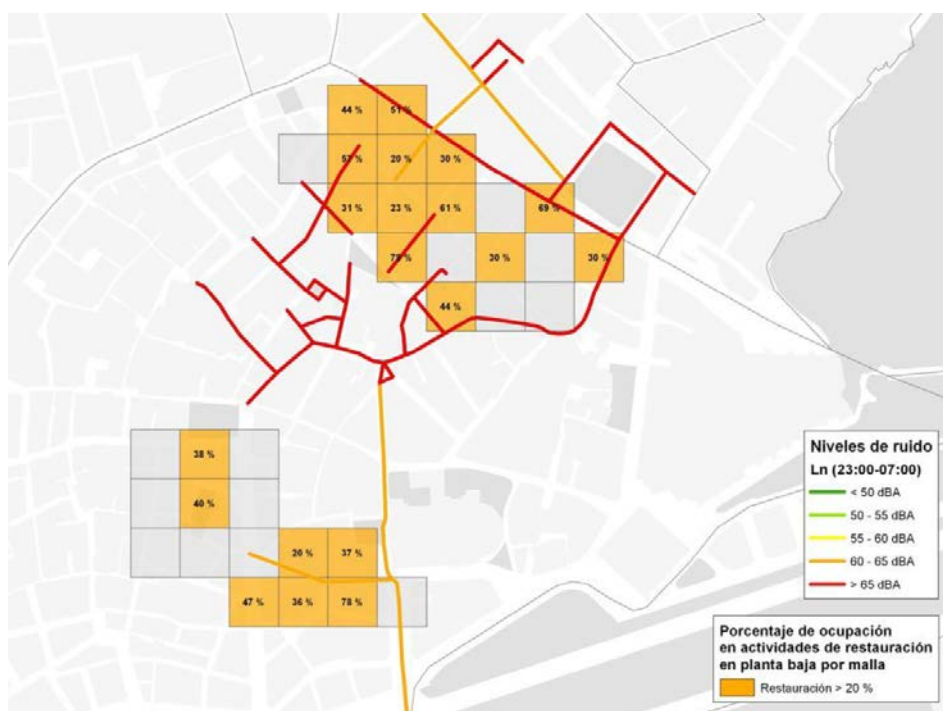 44 %
51 %
57 %
20 %
30 %
31 %
23 %
61 %
69 %
30 %
30 %
44 %
38 %
40 %
20 %
37 %
47 %
36 %
78 %
Niveles de ruido
Ln (23:00-07:00)
< 50 dBA
50 - 55 dBA
55 - 60 dBA
60 - 65 dBA
> 65 dBA
Porcentaje de ocupación
en actividades de restauración
en planta baja por malla
Restauración > 20 %